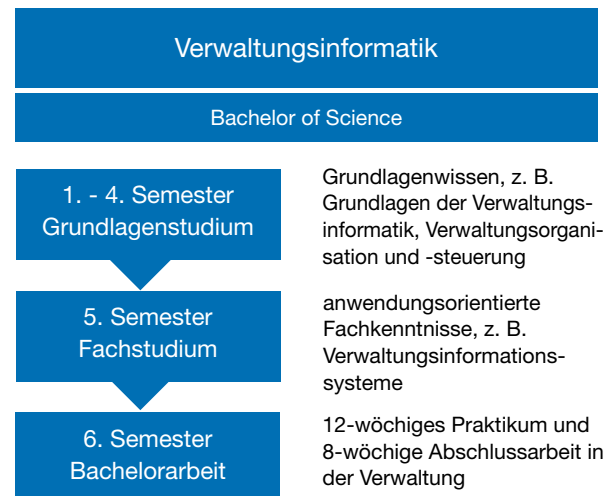 Verwaltungsinformatik
Bachelor of Science
1. - 4. Semester
Grundlagenstudium
Grundlagenwissen, z. B.
Grundlagen der Verwaltungs-
informatik, Verwaltungsorgani-
sation und -steuerung
5. Semester
Fachstudium
anwendungsorientierte
Fachkenntnisse, z. B.
Verwaltungsinformations-
systeme
6. Semester
Bachelorarbeit
12-wöchiges Praktikum und
8-wöchige Abschlussarbeit in
der Verwaltung